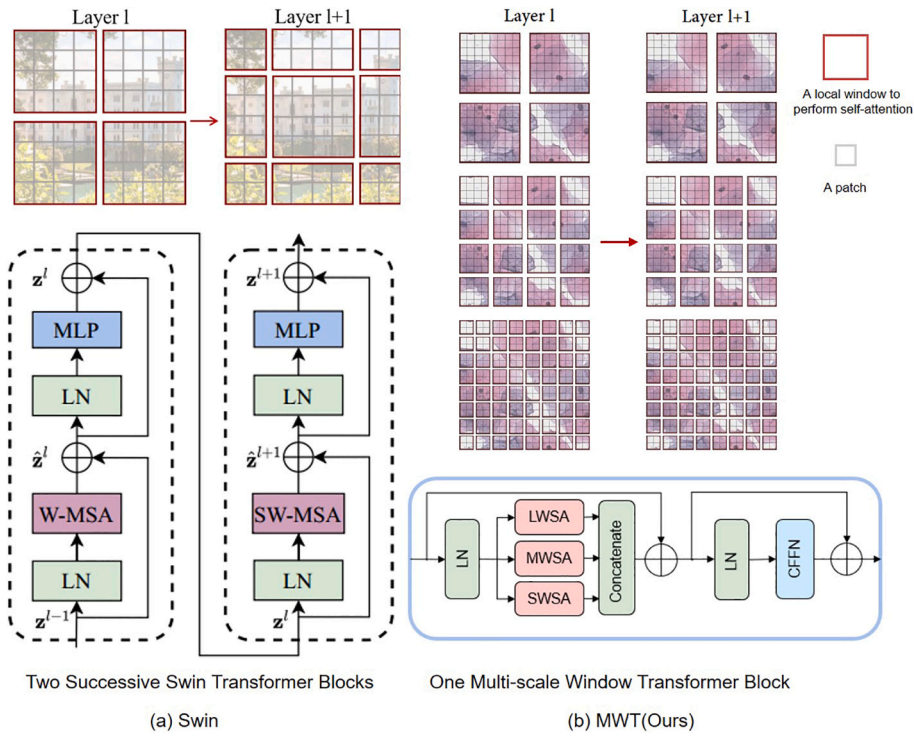 Layer l
Layer l+1
Layer l
Layer l+1
A local window to
perform self-attention
A patch
z^l
MLP
LN
ẑ^l
W-MSA
LN
z^{l-1}
z^{l+1}
MLP
LN
ẑ^{l+1}
SW-MSA
LN
z^l
LN
LWSA
MWSA
SWSA
Concatenate
LN
CFFN
Two Successive Swin Transformer Blocks
One Multi-scale Window Transformer Block
(a) Swin
(b) MWT(Ours)